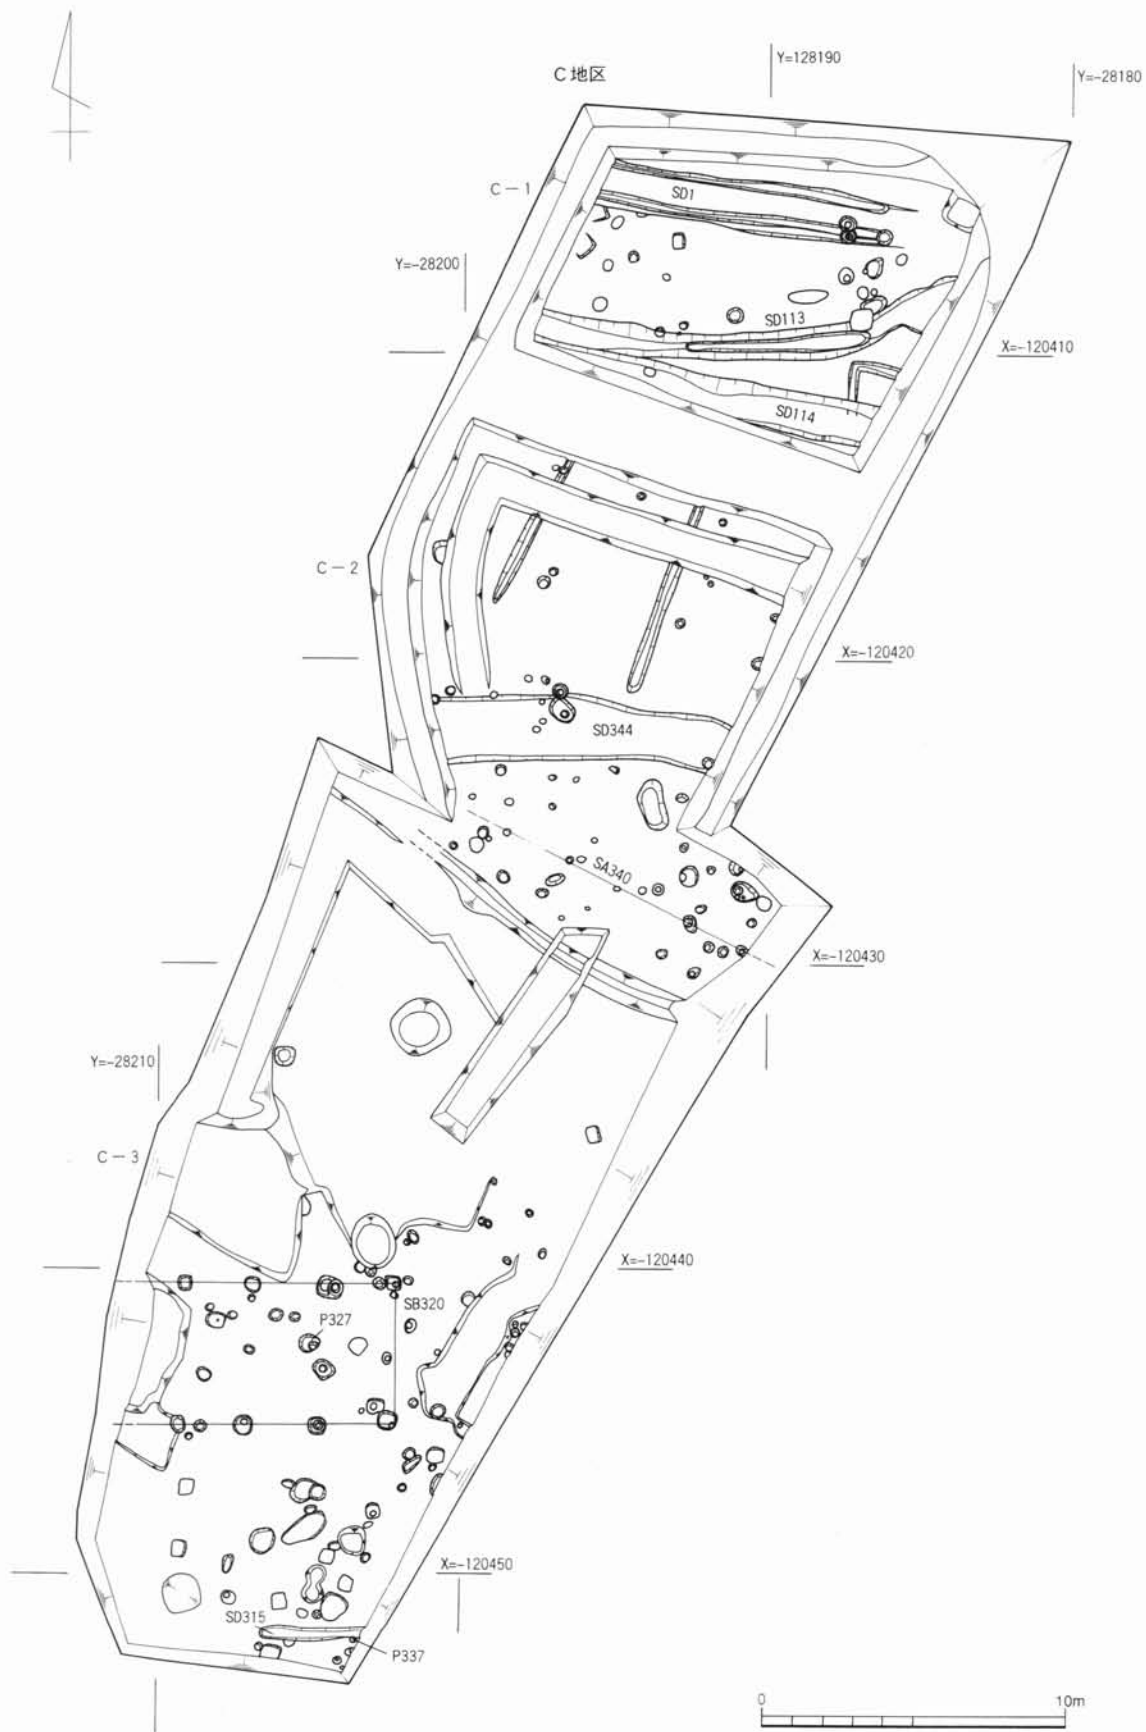 C地区
Y=128190
Y=-28180
C-1
SD1
Y=-28200
SD113
X=-120410
SD114
C-2
X=-120420
SD344
SA340
X=-120430
Y=-28210
C-3
X=-120440
SB320
P327
X=-120450
SD315
P337
0 10m